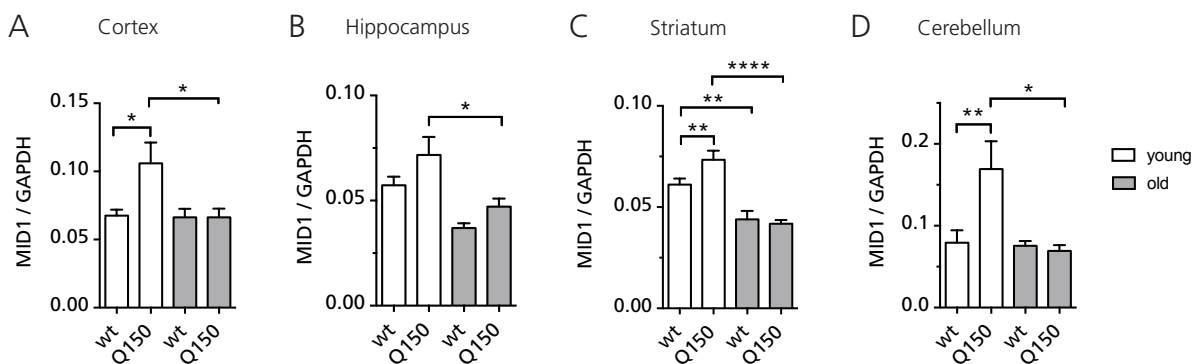 A Cortex
0.15
0.10
0.05
0.00
MID1 / GAPDH
*
*
wt
Q150
wt
Q150
B Hippocampus
0.10
0.05
0.00
MID1 / GAPDH
*
wt
Q150
wt
Q150
C Striatum
0.10
0.05
0.00
MID1 / GAPDH
****
**
**
wt
Q150
wt
Q150
D Cerebellum
0.2
0.1
0.0
MID1 / GAPDH
*
**
wt
Q150
wt
Q150
young
old